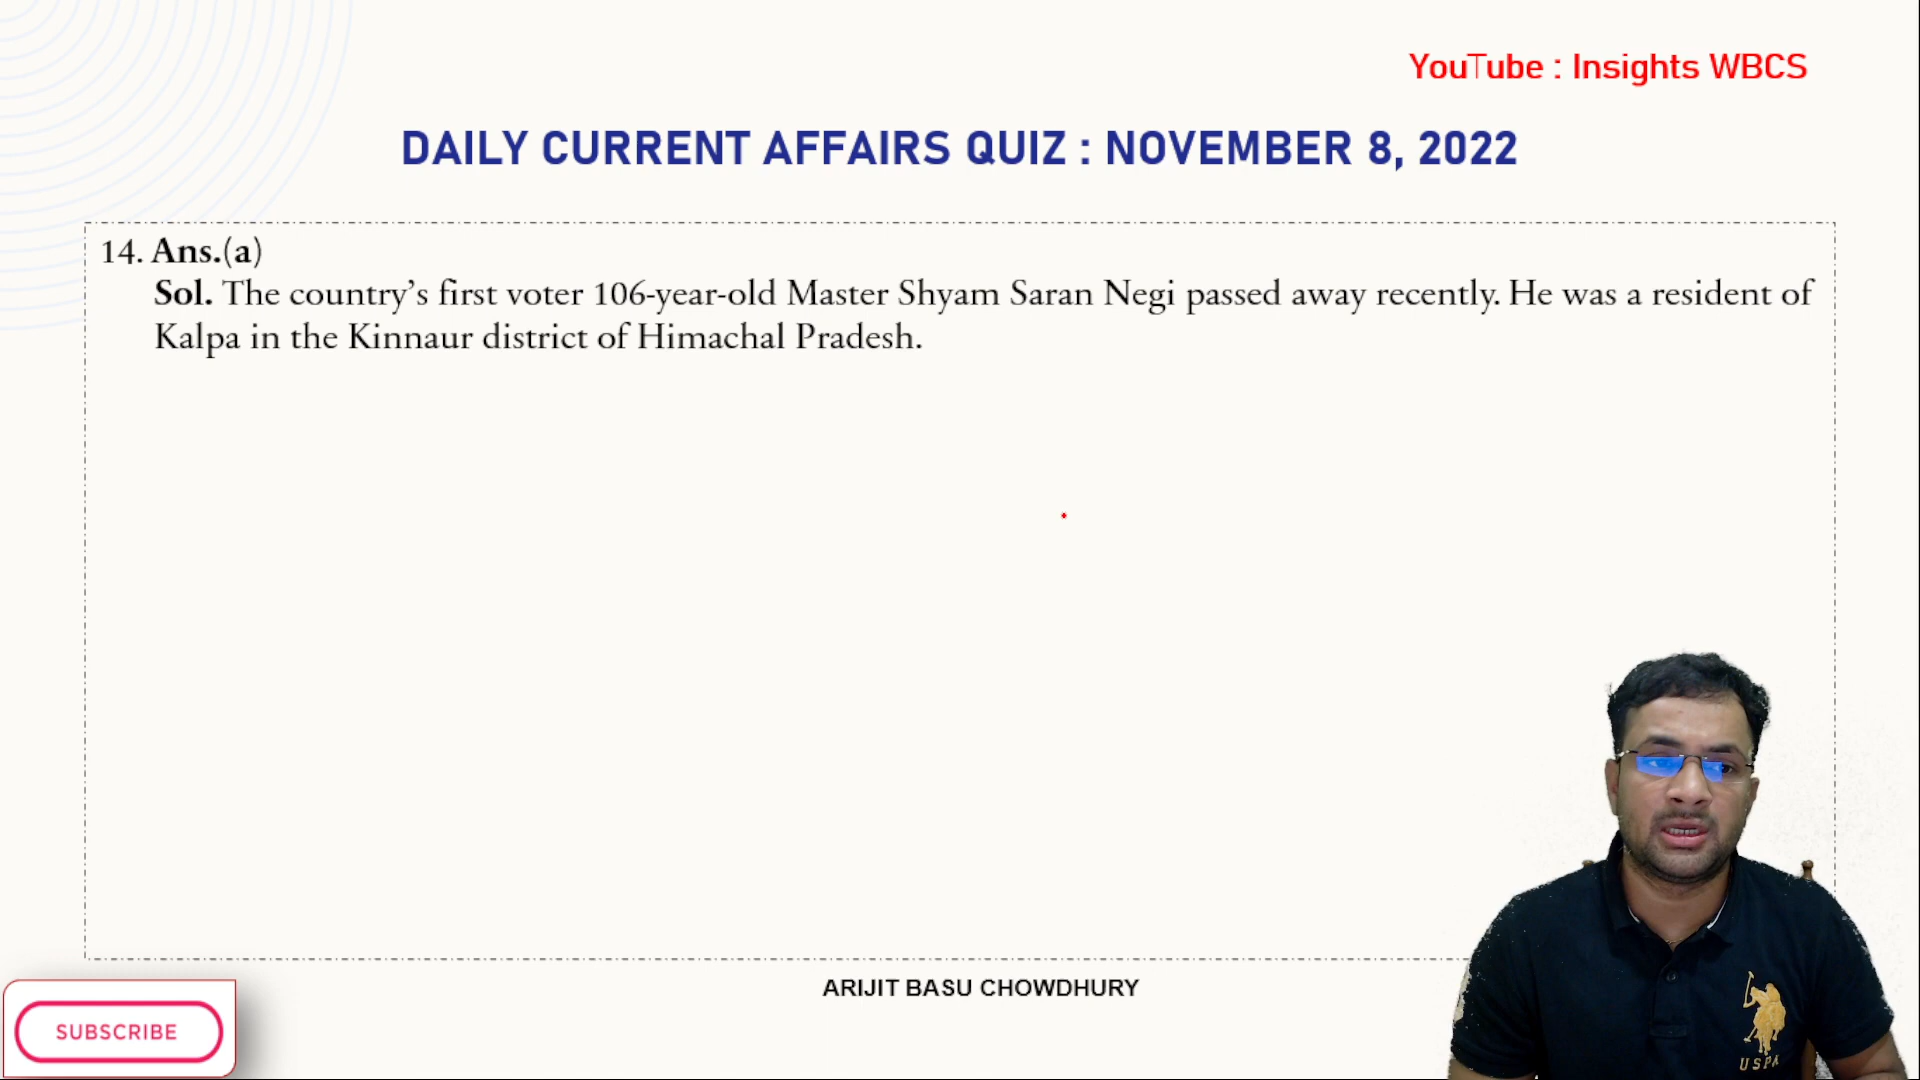 YouTube : Insights WBCS
DAILY CURRENT AFFAIRS QUIZ : NOVEMBER 8, 2022
14. Ans.(a)
Sol. The country’s first voter 106-year-old Master Shyam Saran Negi passed away recently. He was a resident of
Kalpa in the Kinnaur district of Himachal Pradesh.
ARIJIT BASU CHOWDHURY
SUBSCRIBE
USPA